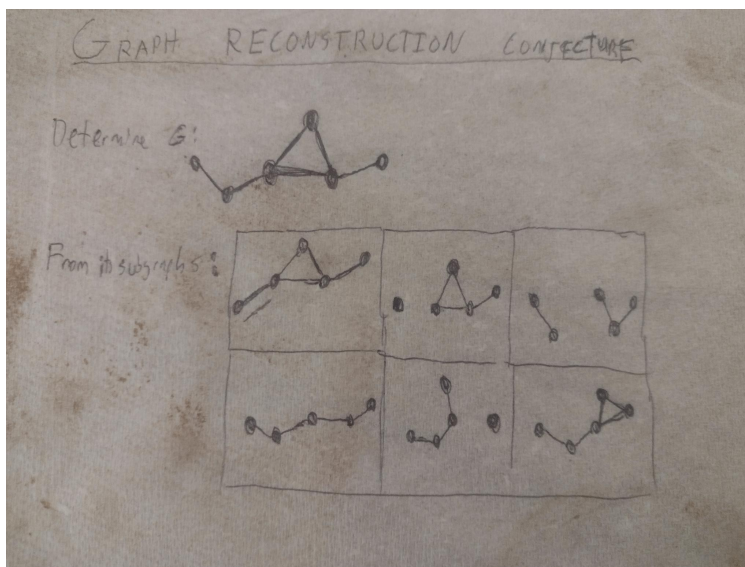 GRAPH RECONSTRUCTION CONJECTURE
Determine G:
From its subgraphs: